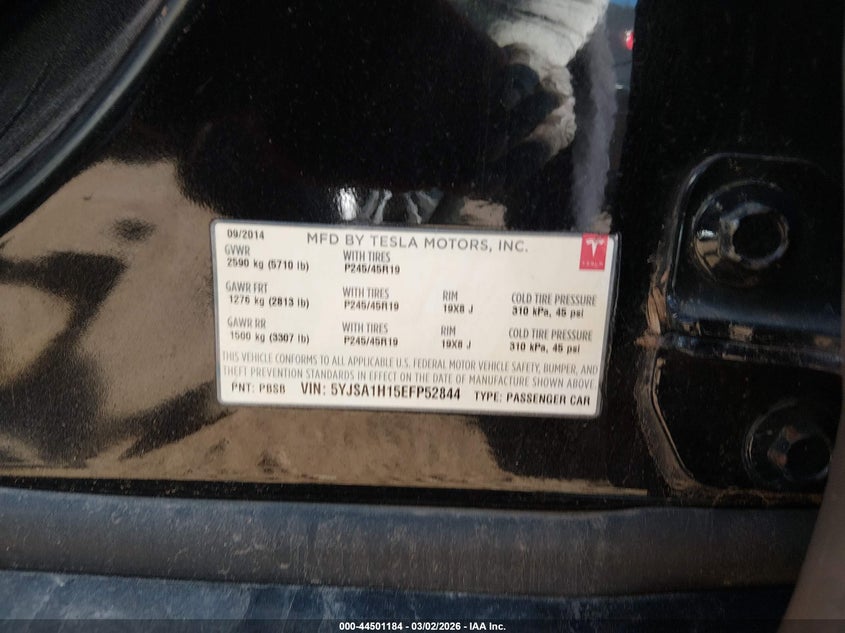 09/2014 MFD BY TESLA MOTORS, INC.
GVWR WITH TIRES
2590 kg (5710 lb) P245/45R19
TESLA
GAWR FRT WITH TIRES RIM COLD TIRE PRESSURE
1276 kg (2813 lb) P245/45R19 19X8 J 310 kPa, 45 psi
GAWR RR WITH TIRES RIM COLD TIRE PRESSURE
1500 kg (3307 lb) P245/45R19 19X8 J 310 kPa, 45 psi
THIS VEHICLE CONFORMS TO ALL APPLICABLE U.S. FEDERAL MOTOR VEHICLE SAFETY, BUMPER, AND
THEFT PREVENTION STANDARDS IN EFFECT ON THE DATE OF MANUFACTURE SHOWN ABOVE.
PNT: PBSB VIN: 5YJSA1H15EFP52844 TYPE: PASSENGER CAR
000-44501184 - 03/02/2026 - IAA Inc.